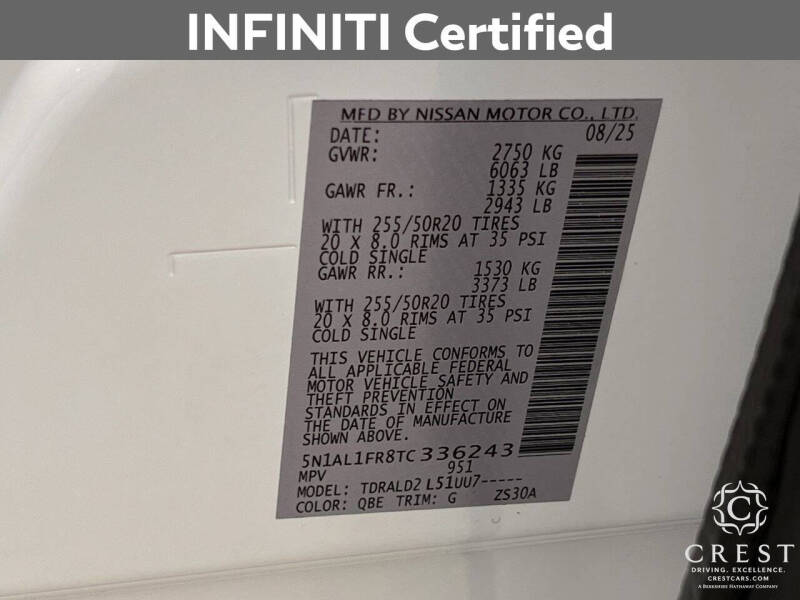 INFINITI Certified
MFD BY NISSAN MOTOR CO., LTD.
DATE: 08/25
GVWR: 2750 KG
6063 LB
GAWR FR.: 1335 KG
2943 LB
WITH 255/50R20 TIRES
20 X 8.0 RIMS AT 35 PSI
COLD SINGLE
GAWR RR.: 1530 KG
3373 LB
WITH 255/50R20 TIRES
20 X 8.0 RIMS AT 35 PSI
COLD SINGLE
THIS VEHICLE CONFORMS TO
ALL APPLICABLE FEDERAL
MOTOR VEHICLE SAFETY AND
THEFT PREVENTION
STANDARDS IN EFFECT ON
THE DATE OF MANUFACTURE
SHOWN ABOVE.
5N1AL1FR8TC336243
MPV 951
MODEL: TDRALD2 L51UU7-----
COLOR: QBE TRIM: G ZS30A
C
CREST
DRIVING. EXCELLENCE.
CRESTCARS.COM
A BERKSHIRE HATHAWAY COMPANY